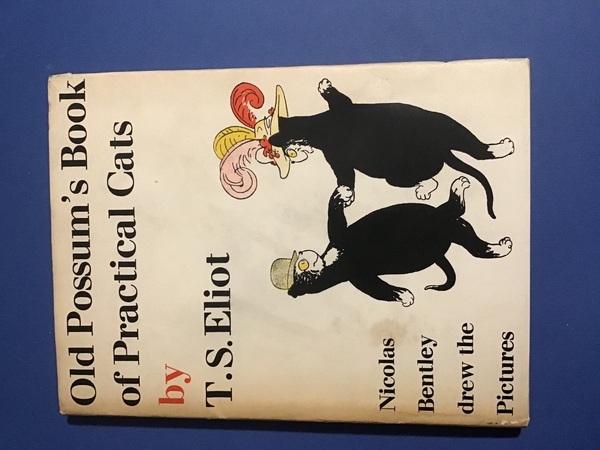 Old Possum's Book
of Practical Cats
by
T. S. Eliot
Nicolas
Bentley
drew the
Pictures